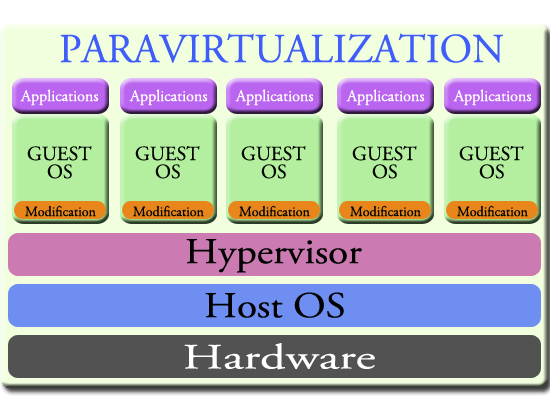 PARAVIRTUALIZATION
Applications Applications Applications Applications Applications
GUEST GUEST GUEST GUEST GUEST
OS OS OS OS OS
Modification Modification Modification Modification Modification
Hypervisor
Host OS
Hardware